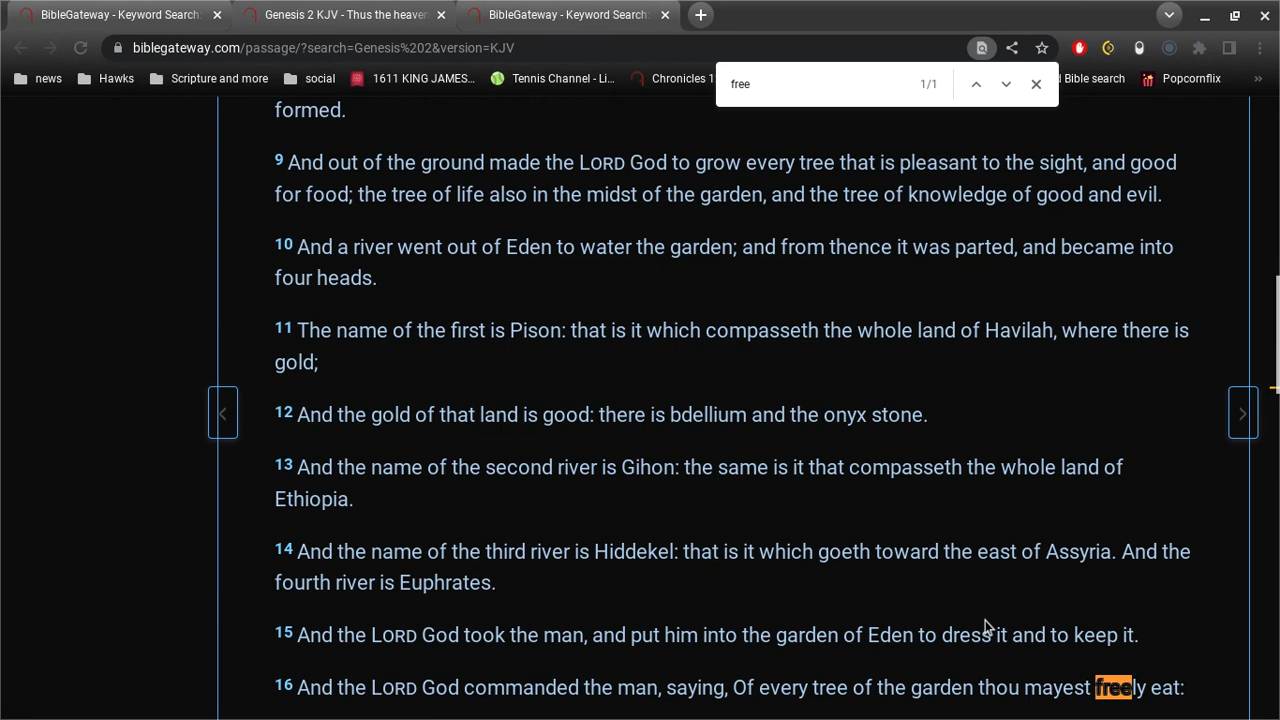 BibleGateway - Keyword Search: Genesis 2 KJV - Thus the heaven BibleGateway - Keyword Search:
biblegateway.com/passage/?search=Genesis%202&version=KJV
news Hawks Scripture and more social 1611 KING JAMES... Tennis Channel - Li... Chronicles 1 d Bible search Popcornflix
free 1/1
formed.
9 And out of the ground made the LORD God to grow every tree that is pleasant to the sight, and good
for food; the tree of life also in the midst of the garden, and the tree of knowledge of good and evil.
10 And a river went out of Eden to water the garden; and from thence it was parted, and became into
four heads.
11 The name of the first is Pison: that is it which compasseth the whole land of Havilah, where there is
gold;
12 And the gold of that land is good: there is bdellium and the onyx stone.
13 And the name of the second river is Gihon: the same is it that compasseth the whole land of
Ethiopia.
14 And the name of the third river is Hiddekel: that is it which goeth toward the east of Assyria. And the
fourth river is Euphrates.
15 And the LORD God took the man, and put him into the garden of Eden to dress it and to keep it.
16 And the LORD God commanded the man, saying, Of every tree of the garden thou mayest freely eat: